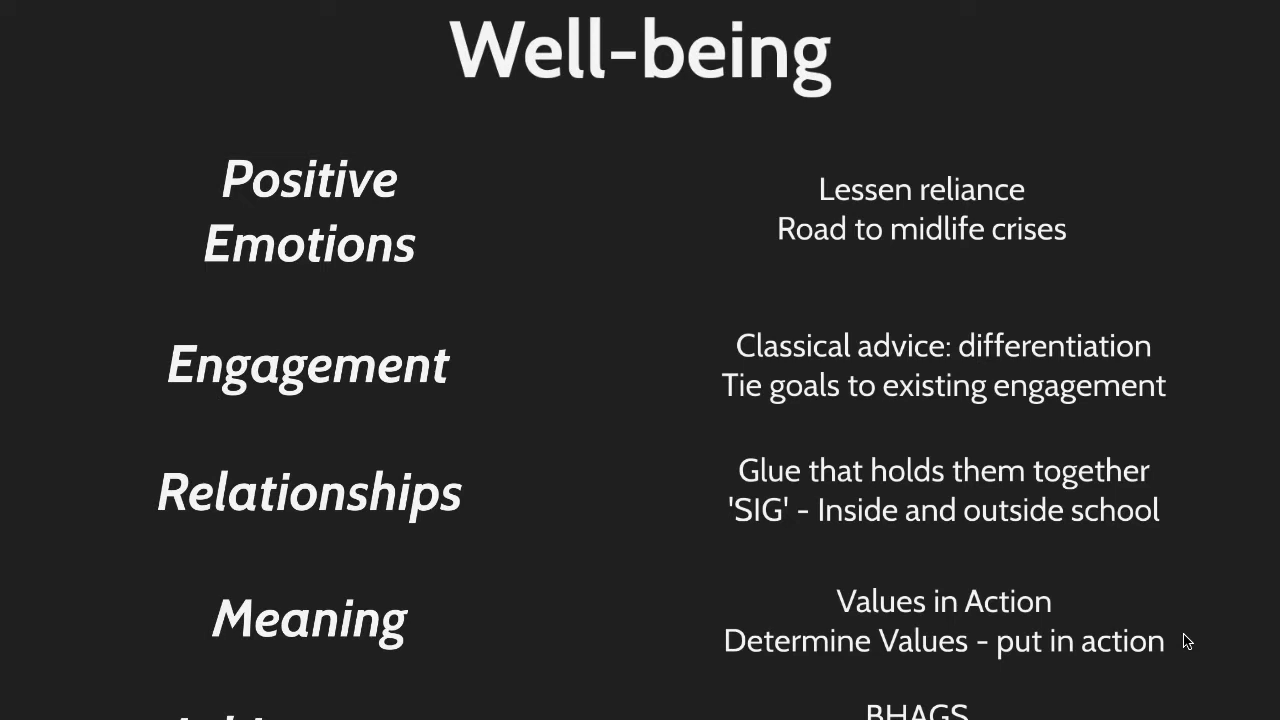 Well-being
Positive
Emotions
Lessen reliance
Road to midlife crises
Engagement
Classical advice: differentiation
Tie goals to existing engagement
Relationships
Glue that holds them together
'SIG' - Inside and outside school
Meaning
Values in Action
Determine Values - put in action
BHAGS